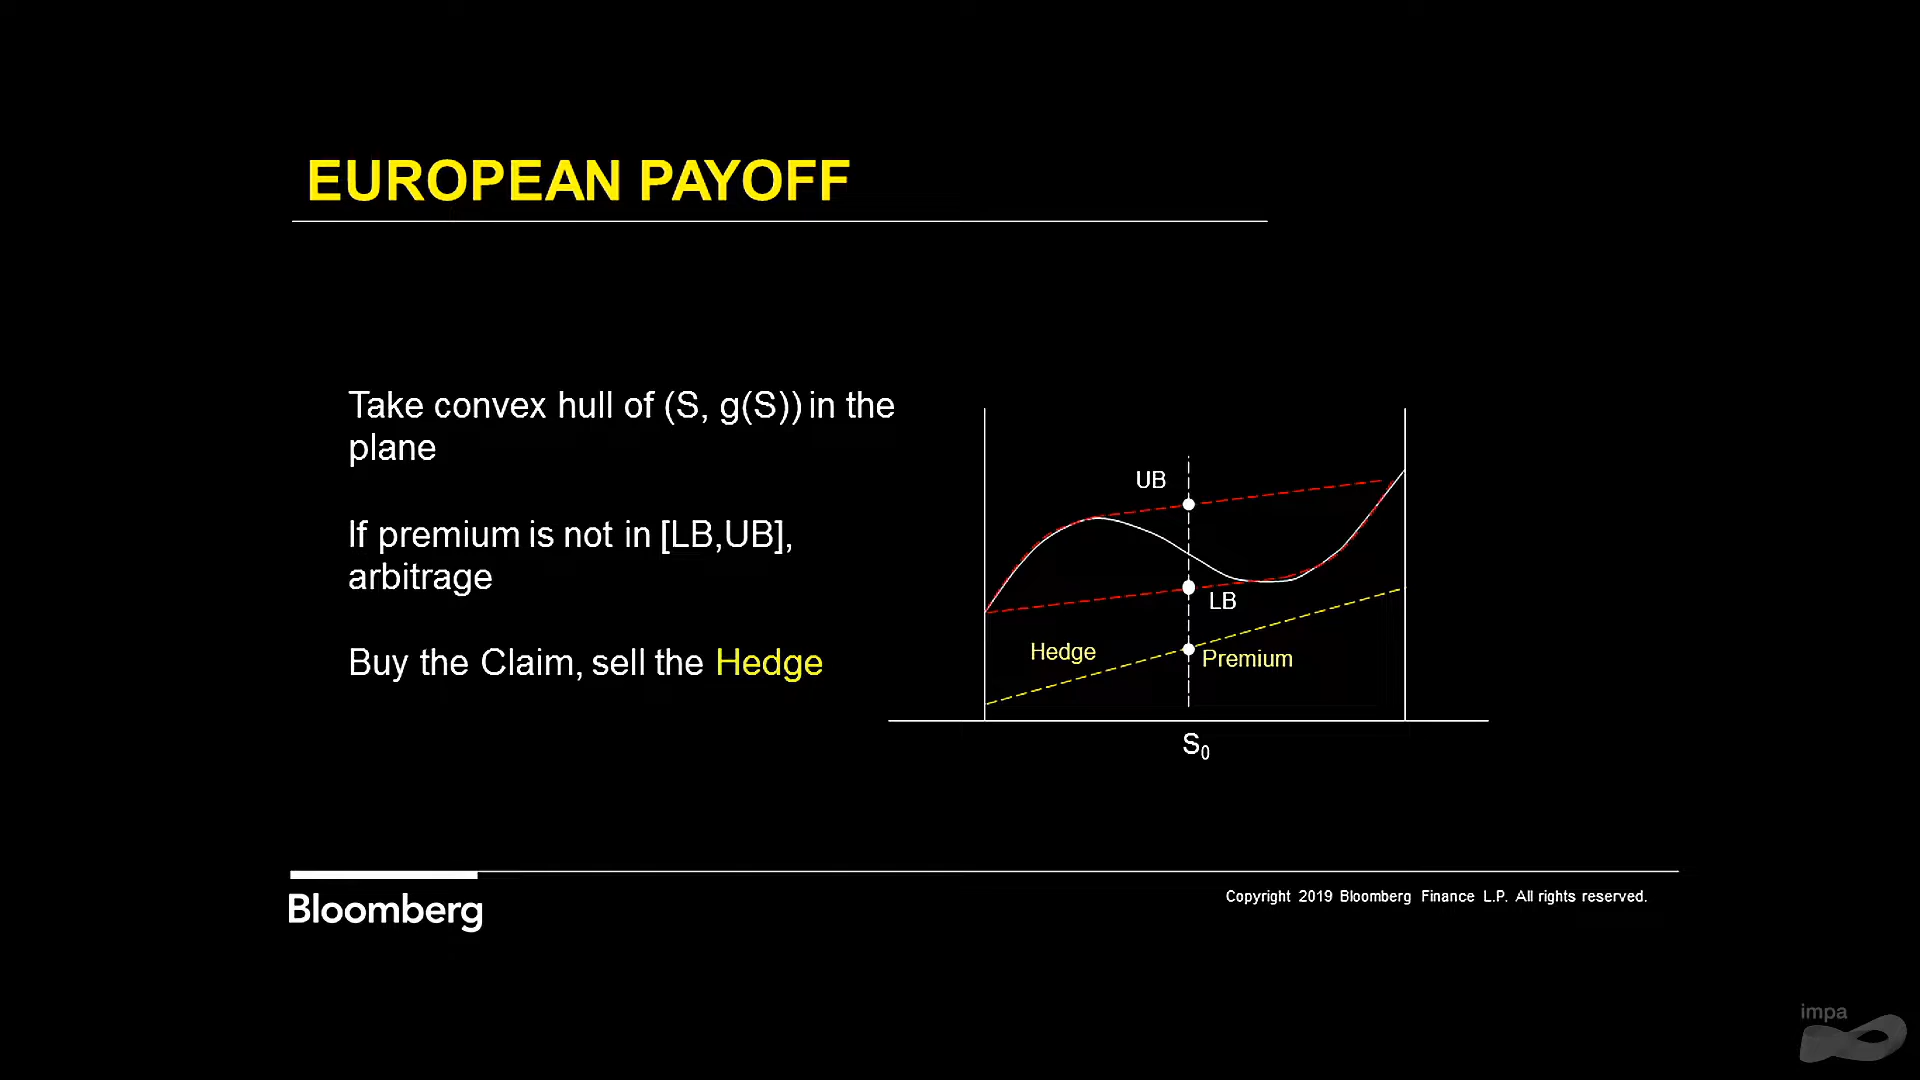 EUROPEAN PAYOFF
Take convex hull of (S, g(S)) in the
plane
If premium is not in [LB,UB],
arbitrage
Buy the Claim, sell the Hedge
UB
LB
Hedge
Premium
S₀
Bloomberg
Copyright 2019 Bloomberg Finance L.P. All rights reserved.
impa